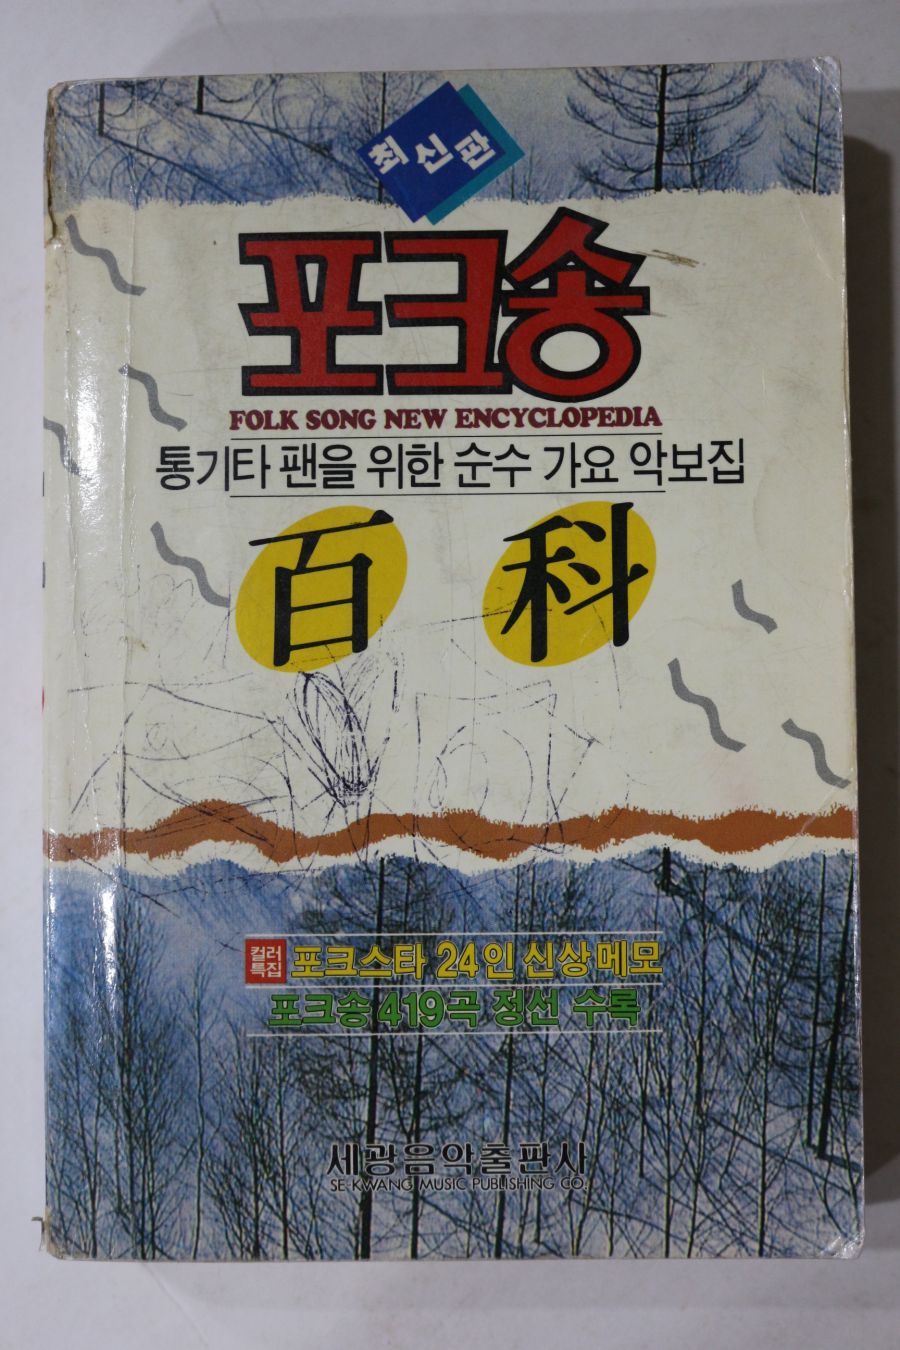 최신판
포크송
FOLK SONG NEW ENCYCLOPEDIA
통기타 팬을 위한 순수 가요 악보집
百科
컬러
특집
포크스타 24인 신상메모
포크송 419곡 정선 수록
세광음악출판사
SE-KWANG MUSIC PUBLISHING CO.